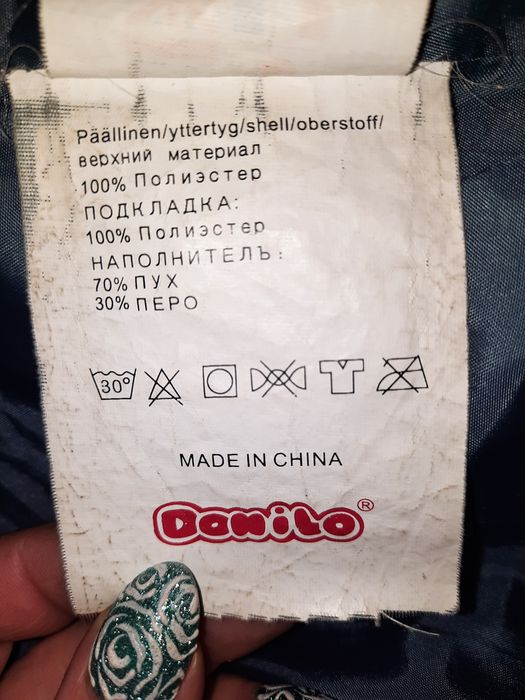 Päällinen/yttertyg/shell/oberstoff/
верхний материал
100% Полиэстер
ПОДКЛАДКА:
100% Полиэстер
НАПОЛНИТЕЛЬ:
70% ПУХ
30% ПЕРО
30°
MADE IN CHINA
Danilo®